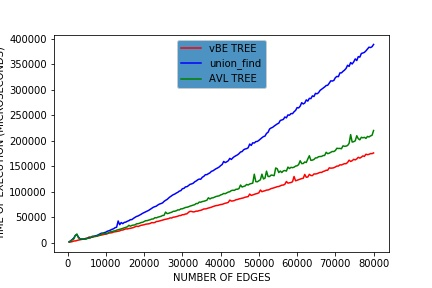 vBE TREE
union_find
AVL TREE
400000
350000
300000
250000
200000
150000
100000
50000
0
OF EXECUTION (MICROSECONDS)
0 10000 20000 30000 40000 50000 60000 70000 80000
NUMBER OF EDGES